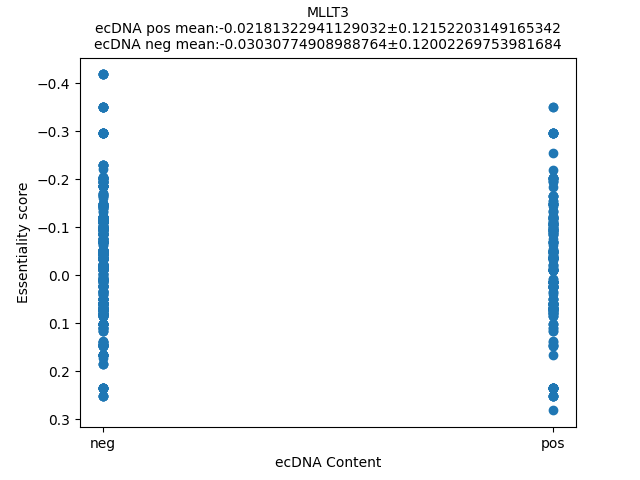 MLLT3
ecDNA pos mean:-0.02181322941129032±0.12152203149165342
ecDNA neg mean:-0.03030774908988764±0.12002269753981684
−0.4
−0.3
−0.2
−0.1
0.0
0.1
0.2
0.3
Essentiality score
neg
pos
ecDNA Content